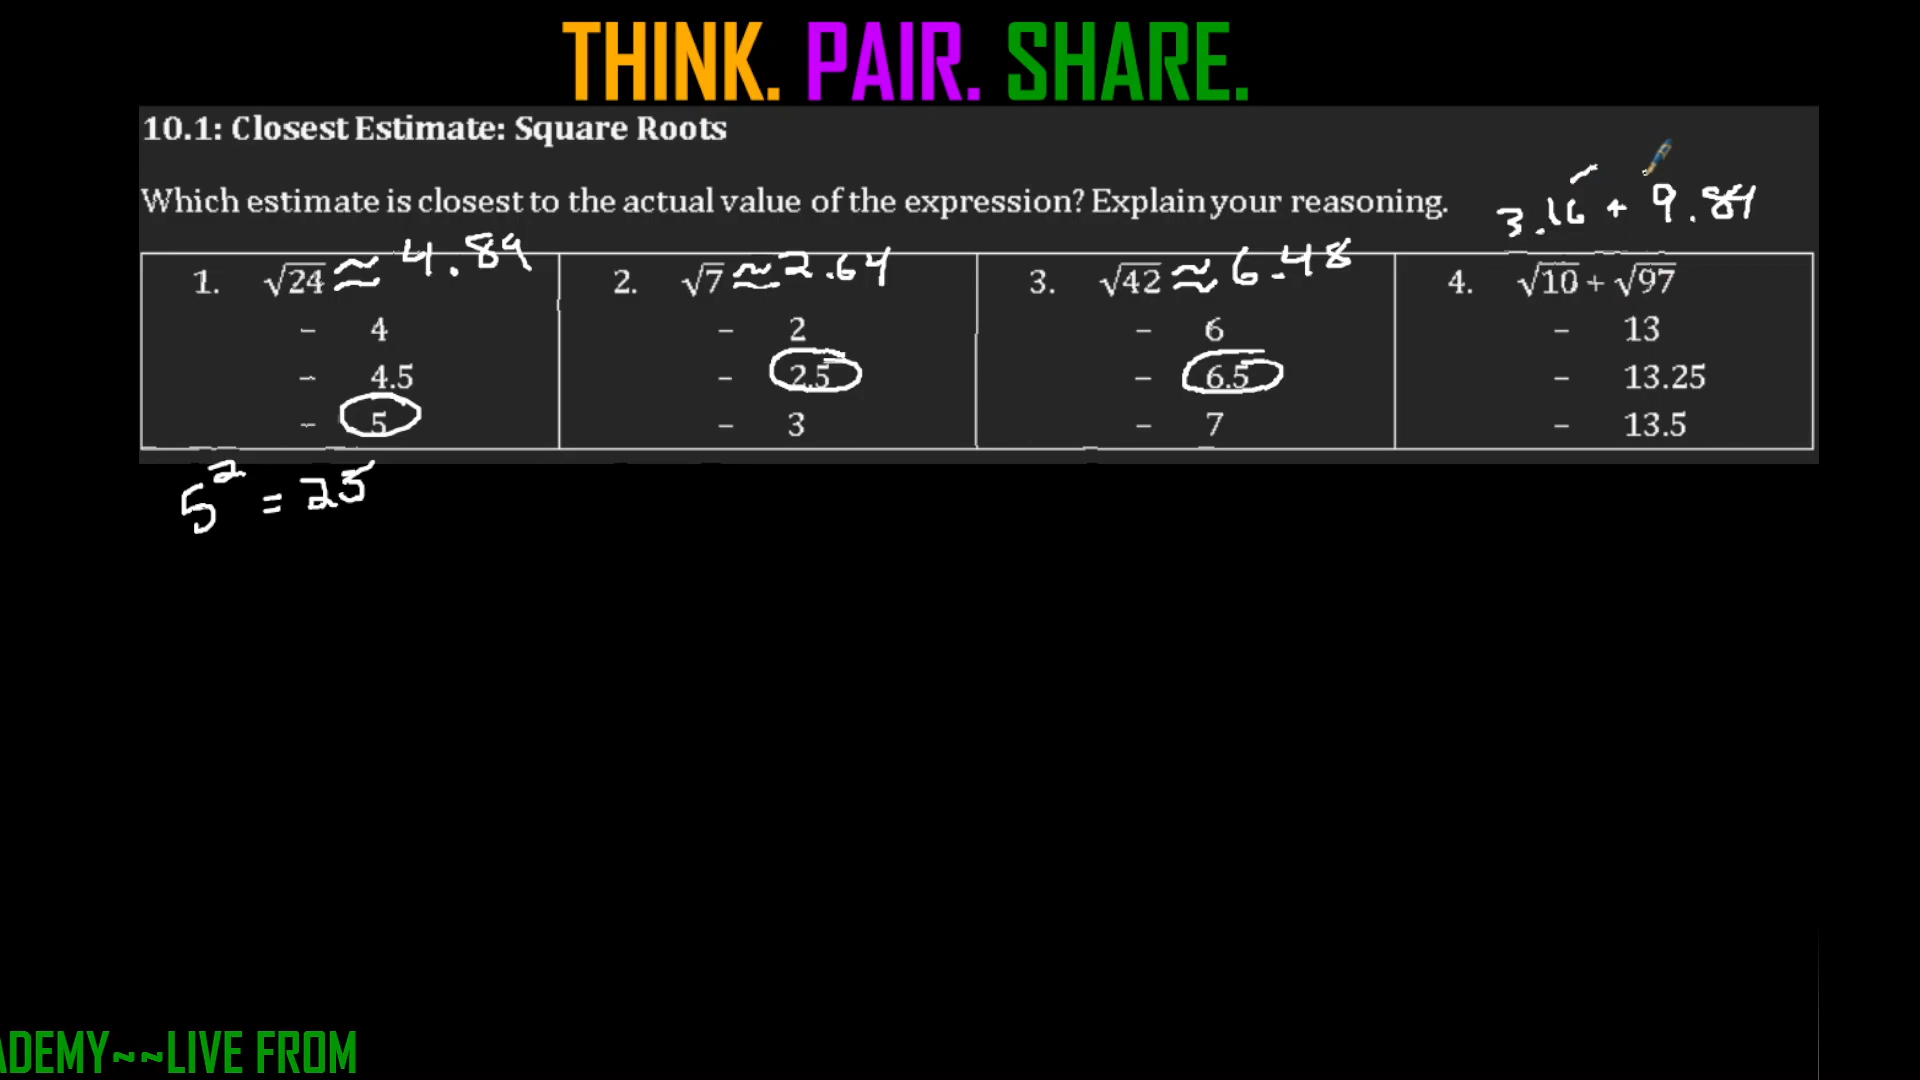 THINK. PAIR. SHARE.
10.1: Closest Estimate: Square Roots
Which estimate is closest to the actual value of the expression? Explain your reasoning.
3.16 + 9.84
1. √24 ≈ 4.89
– 4
– 4.5
– 5
2. √7 ≈ 2.64
– 2
– 2.5
– 3
3. √42 ≈ 6.48
– 6
– 6.5
– 7
4. √10 + √97
– 13
– 13.25
– 13.5
5² = 25
ADEMY~~LIVE FROM